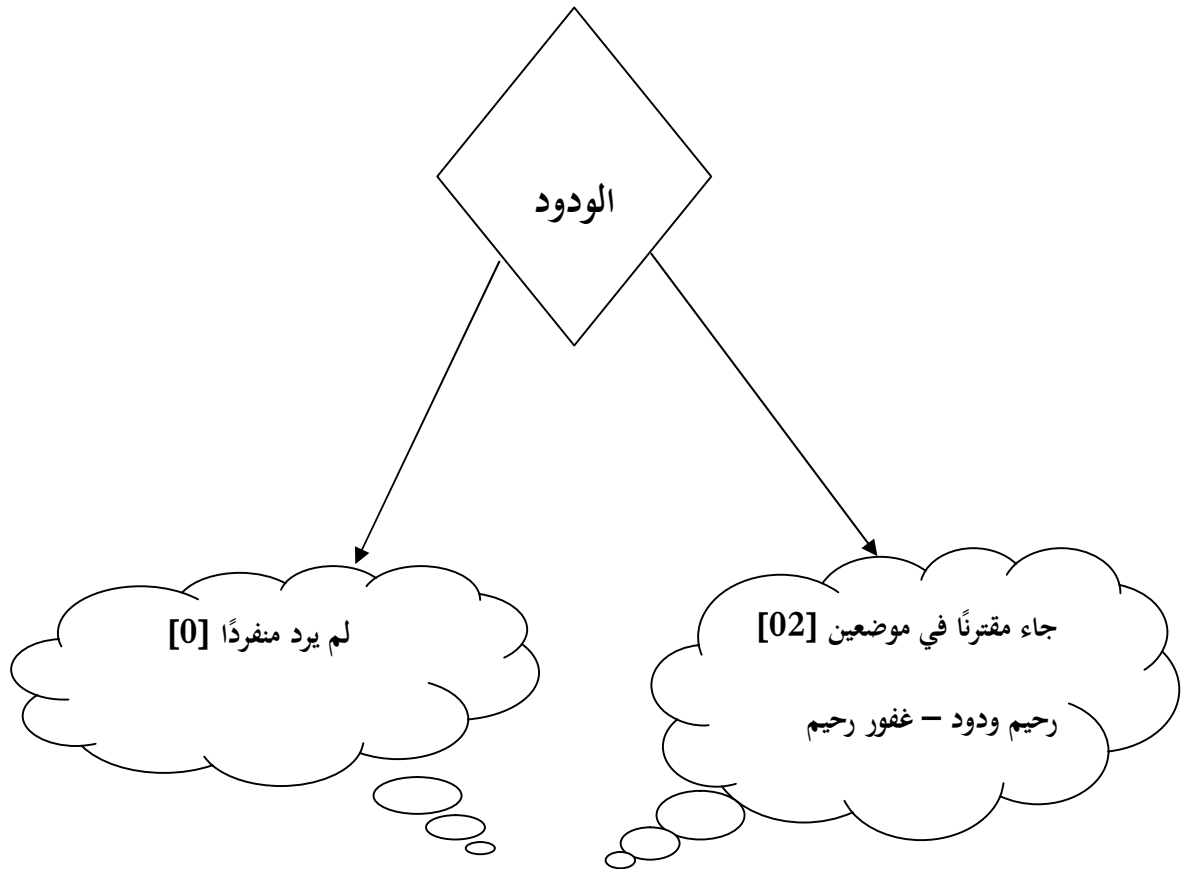 الودود
جاء مقترنًا في موضعين [02]
رحيم ودود – غفور رحيم
لم يرد منفردًا [0]